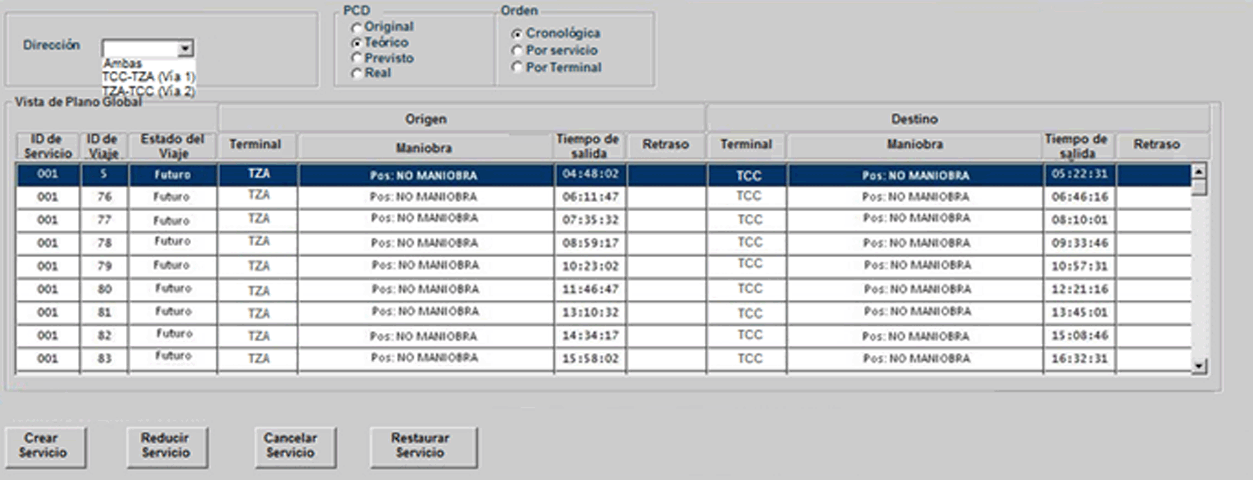 PCD
Orden
Dirección
Ambas
TCC-TZA (Vía 1)
TZA-TCC (Vía 2)
Original
Teórico
Previsto
Real
Cronológica
Por servicio
Por Terminal
Vista de Plano Global
Origen
Destino
ID de Servicio
ID de Viaje
Estado del Viaje
Terminal
Maniobra
Tiempo de salida
Retraso
Terminal
Maniobra
Tiempo de salida
Retraso
001 5 Futuro TZA Pos: NO MANIOBRA 04:48:02 TCC Pos: NO MANIOBRA 05:22:31
001 76 Futuro TZA Pos: NO MANIOBRA 06:11:47 TCC Pos: NO MANIOBRA 06:46:16
001 77 Futuro TZA Pos: NO MANIOBRA 07:35:32 TCC Pos: NO MANIOBRA 08:10:01
001 78 Futuro TZA Pos: NO MANIOBRA 08:59:17 TCC Pos: NO MANIOBRA 09:33:46
001 79 Futuro TZA Pos: NO MANIOBRA 10:23:02 TCC Pos: NO MANIOBRA 10:57:31
001 80 Futuro TZA Pos: NO MANIOBRA 11:46:47 TCC Pos: NO MANIOBRA 12:21:16
001 81 Futuro TZA Pos: NO MANIOBRA 13:10:32 TCC Pos: NO MANIOBRA 13:45:01
001 82 Futuro TZA Pos: NO MANIOBRA 14:34:17 TCC Pos: NO MANIOBRA 15:08:46
001 83 Futuro TZA Pos: NO MANIOBRA 15:58:02 TCC Pos: NO MANIOBRA 16:32:31
Crear Servicio
Reducir Servicio
Cancelar Servicio
Restaurar Servicio